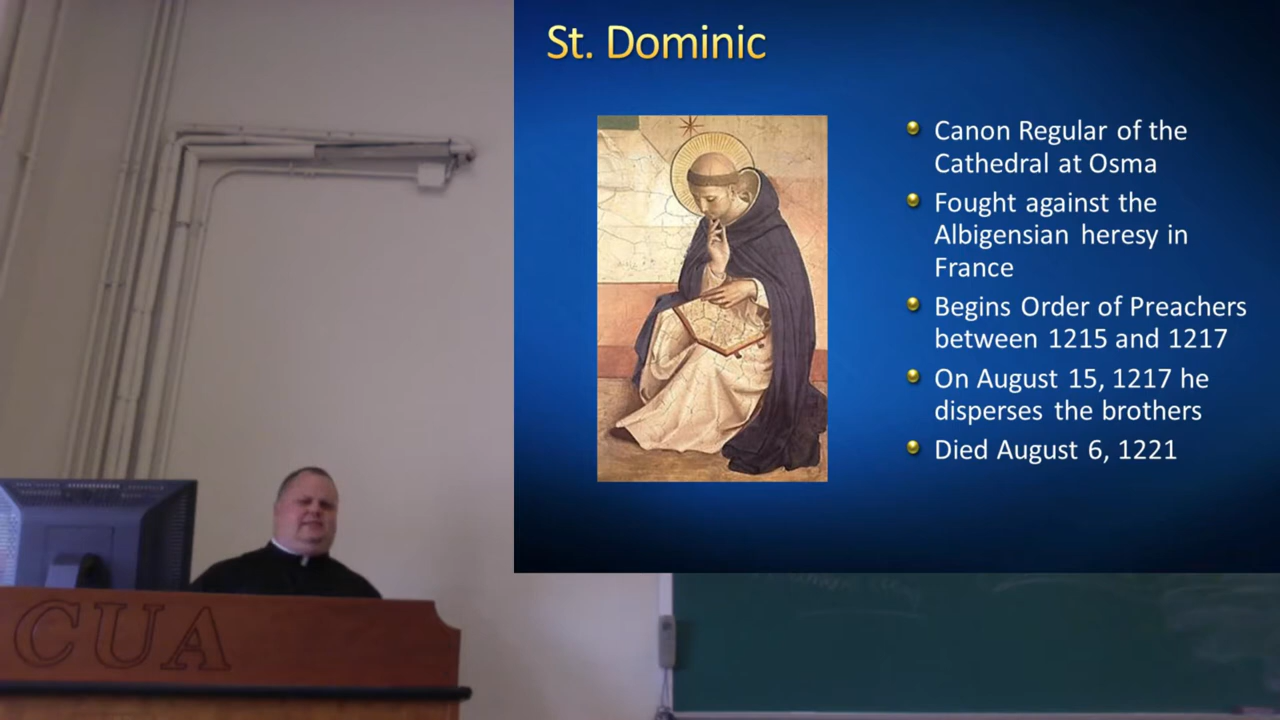 St. Dominic
Canon Regular of the
Cathedral at Osma
Fought against the
Albigensian heresy in
France
Begins Order of Preachers
between 1215 and 1217
On August 15, 1217 he
disperses the brothers
Died August 6, 1221
CUA